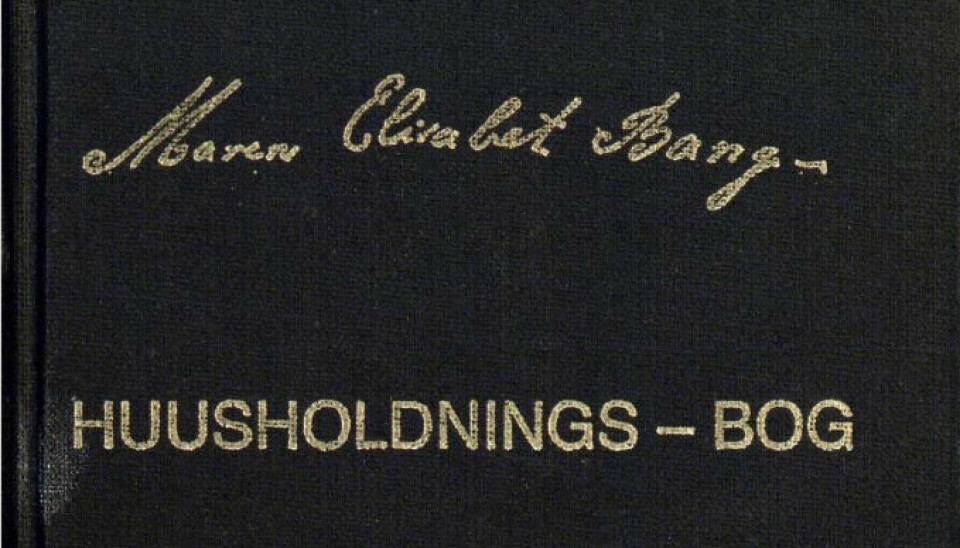 Maren Elisabet Bang –
HUUSHOLDNINGS – BOG